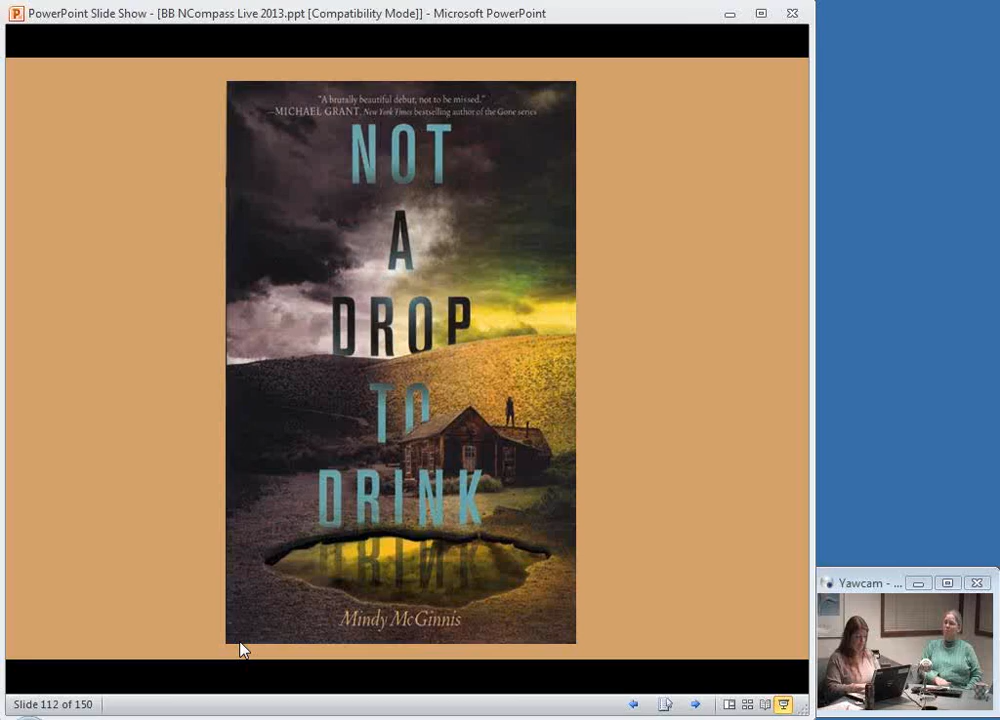 PowerPoint Slide Show - [BB NCompass Live 2013.ppt [Compatibility Mode]] - Microsoft PowerPoint
"A brutally beautiful debut, not to be missed."
—MICHAEL GRANT, New York Times bestselling author of the Gone series
NOT
A
DROP
TO
DRINK
DRINK
Mindy McGinnis
Yawcam - ...
Slide 112 of 150